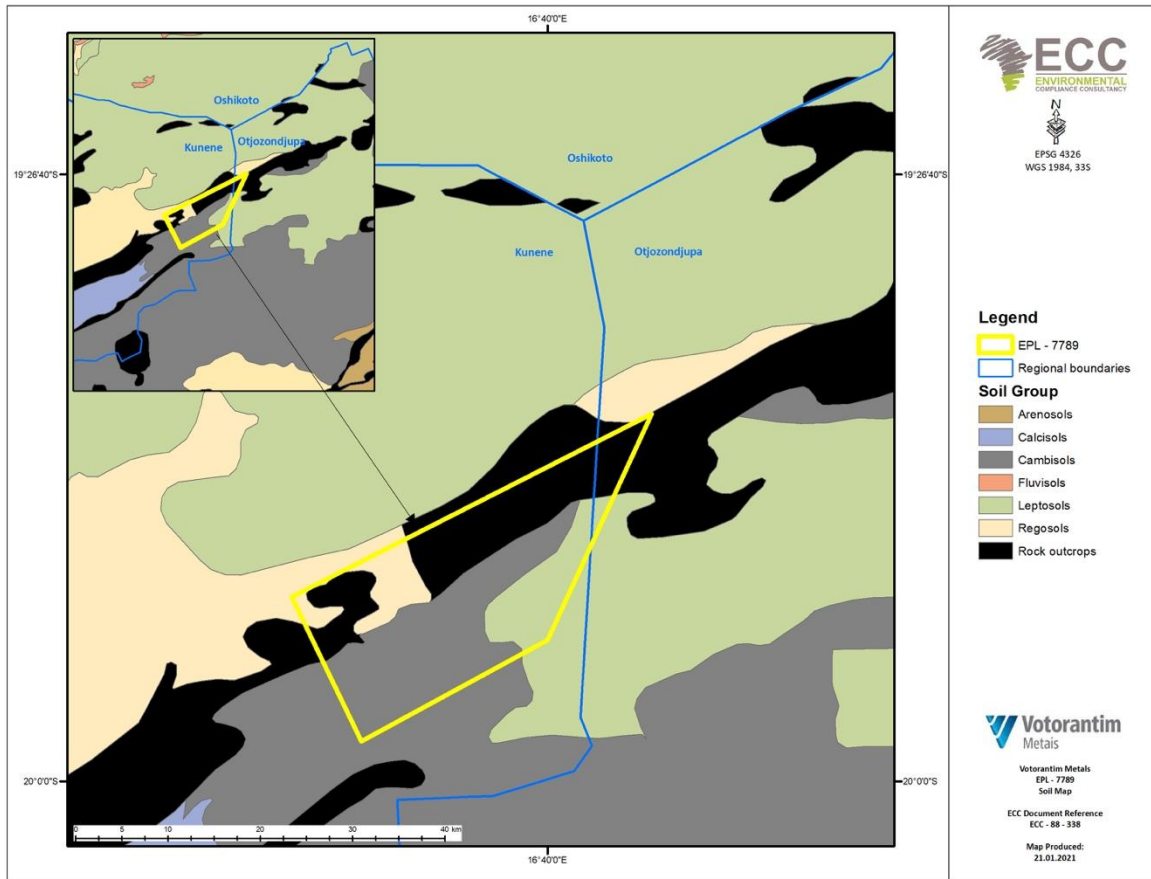 16°40'0"E
Oshikoto
Kunene
Otjozondjupa
Oshikoto
Kunene
Otjozondjupa
19°26'40"S
19°26'40"S
20°0'0"S
20°0'0"S
0 5 10 20 30 40 km
16°40'0"E
ECC
ENVIRONMENTAL
COMPLIANCE CONSULTANCY
N
EPSG 4326
WGS 1984, 33S
Legend
EPL - 7789
Regional boundaries
Soil Group
Arenosols
Calcisols
Cambisols
Fluvisols
Leptosols
Regosols
Rock outcrops
Votorantim
Metais
Votorantim Metals
EPL - 7789
Soil Map
ECC Document Reference
ECC - 88 - 338
Map Produced:
21.01.2021